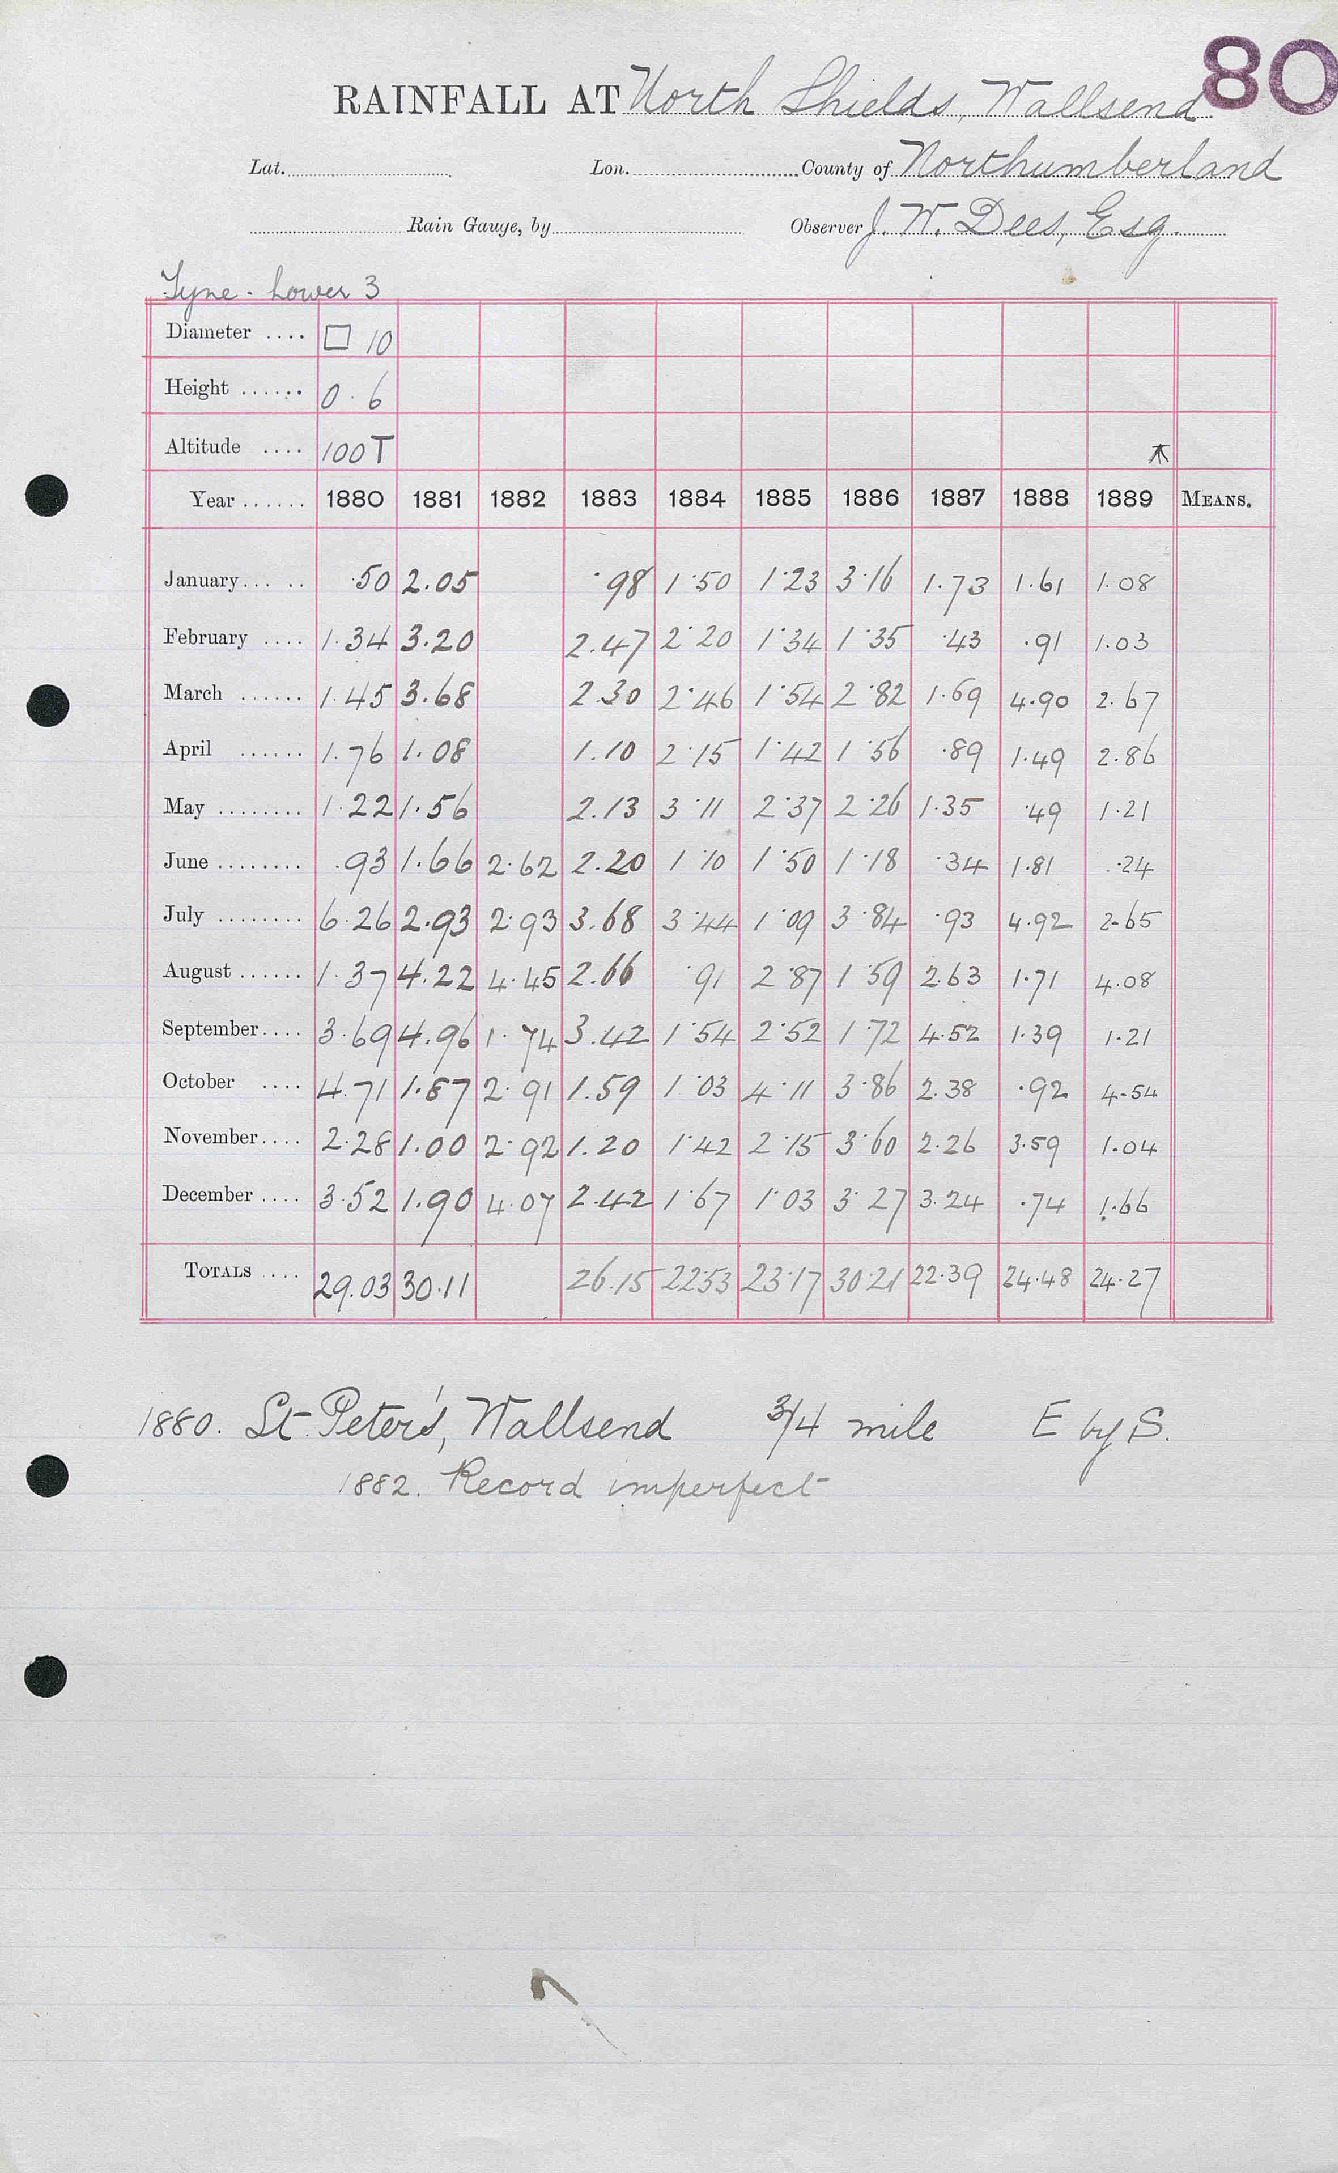 80
RAINFALL AT North Shields, Wallsend
Lat. Lon. County of Northumberland
Rain Gauge, by Observer J. W. Dees, Esq.
Tyne - Lower 3
Diameter .... □ 10
Height ...... 0.6
Altitude .... 100T
Year ...... 1880 1881 1882 1883 1884 1885 1886 1887 1888 1889 MEANS.
January ..... .50 2.05 .98 1.50 1.23 3.16 1.73 1.61 1.08
February .... 1.34 3.20 2.47 2.20 1.34 1.35 .43 .91 1.03
March ...... 1.45 3.68 2.30 2.46 1.54 2.82 1.69 4.90 2.67
April ...... 1.76 1.08 1.10 2.15 1.42 1.56 .89 1.49 2.86
May ........ 1.22 1.56 2.13 3.11 2.37 2.26 1.35 .49 1.21
June ........ .93 1.66 2.62 2.20 1.10 1.50 1.18 .34 1.81 .24
July ........ 6.26 2.93 2.93 3.68 3.44 1.09 3.84 .93 4.92 2.65
August ...... 1.37 4.22 4.45 2.66 .91 2.87 1.59 2.63 1.71 4.08
September .... 3.69 4.96 1.74 3.42 1.54 2.52 1.72 4.52 1.39 1.21
October .... 4.71 1.87 2.91 1.59 1.03 4.11 3.86 2.38 .92 4.54
November .... 2.28 1.00 2.92 1.20 1.42 2.15 3.60 2.26 3.59 1.04
December .... 3.52 1.90 4.07 2.42 1.67 1.03 3.27 3.24 .74 1.66
TOTALS .... 29.03 30.11 26.15 22.53 23.17 30.21 22.39 24.48 24.27
1880. St. Peter's, Wallsend 3/4 mile E by S.
1882. Record imperfect